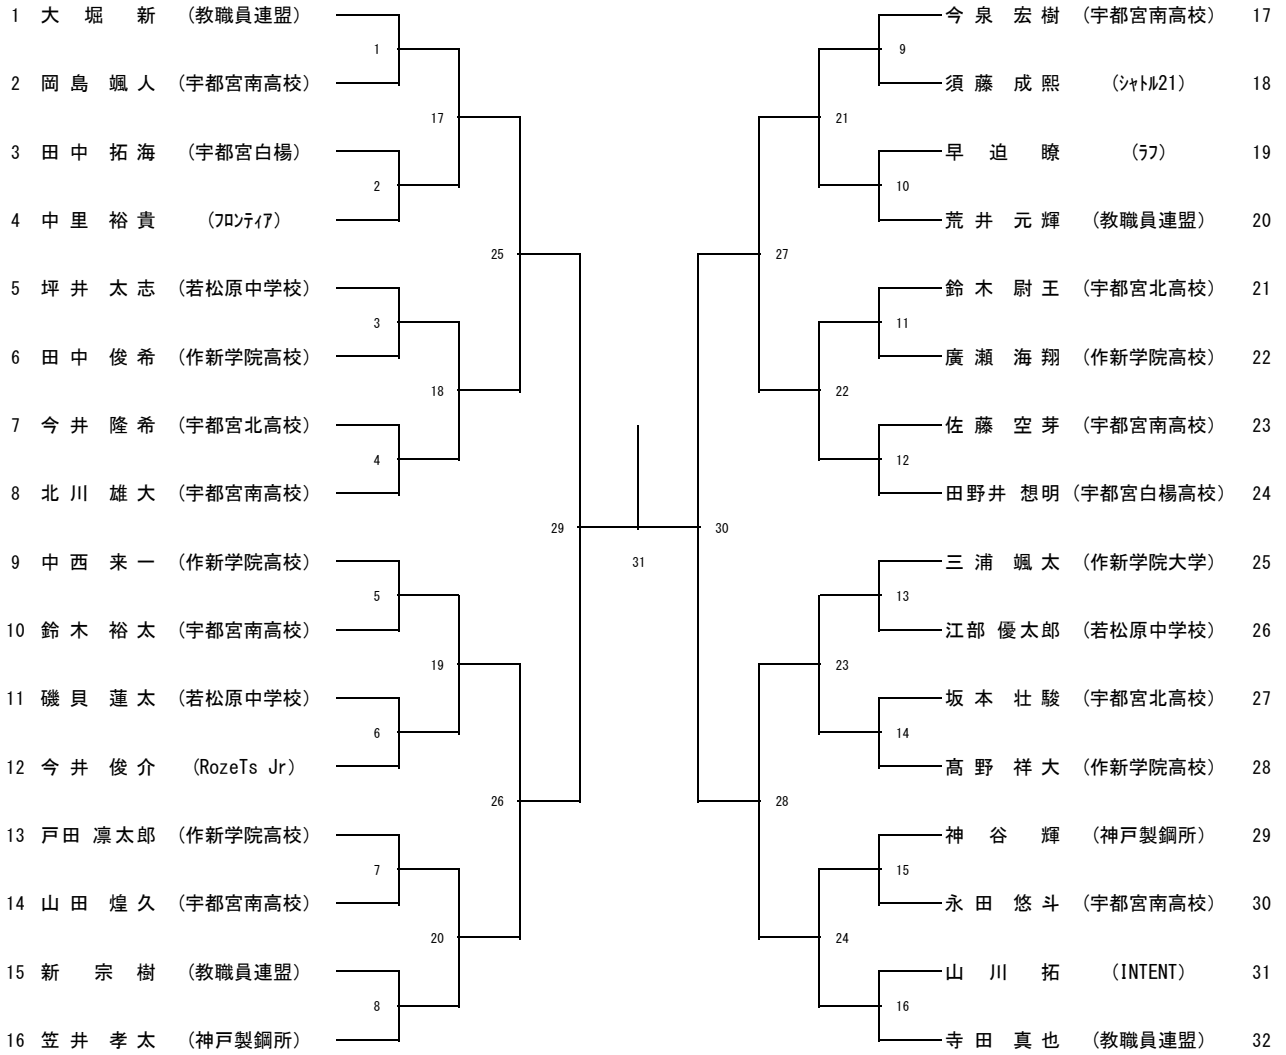 1 大堀 新 (教職員連盟)
1
2 岡島 颯人 (宇都宮南高校)
17
3 田中 拓海 (宇都宮白楊)
2
4 中里 裕貴 (ﾌﾛﾝﾃｨｱ)
25
5 坪井 太志 (若松原中学校)
3
6 田中 俊希 (作新学院高校)
18
7 今井 隆希 (宇都宮北高校)
4
8 北川 雄大 (宇都宮南高校)
29
9 中西 来一 (作新学院高校)
5
10 鈴木 裕太 (宇都宮南高校)
19
11 磯貝 蓮太 (若松原中学校)
6
12 今井 俊介 (RozeTs Jr)
26
13 戸田 凛太郎 (作新学院高校)
7
14 山田 煌久 (宇都宮南高校)
20
15 新 宗樹 (教職員連盟)
8
16 笠井 孝太 (神戸製鋼所)
31
今泉 宏樹 (宇都宮南高校) 17
9
須藤 成熙 (ｼｬﾄﾙ21) 18
21
早迫 瞭 (ﾗﾌ) 19
10
荒井 元輝 (教職員連盟) 20
27
鈴木 尉王 (宇都宮北高校) 21
11
廣瀬 海翔 (作新学院高校) 22
22
佐藤 空芽 (宇都宮南高校) 23
12
田野井 想明 (宇都宮白楊高校) 24
30
三浦 颯太 (作新学院大学) 25
13
江部 優太郎 (若松原中学校) 26
23
坂本 壮駿 (宇都宮北高校) 27
14
髙野 祥大 (作新学院高校) 28
28
神谷 輝 (神戸製鋼所) 29
15
永田 悠斗 (宇都宮南高校) 30
24
山川 拓 (INTENT) 31
16
寺田 真也 (教職員連盟) 32